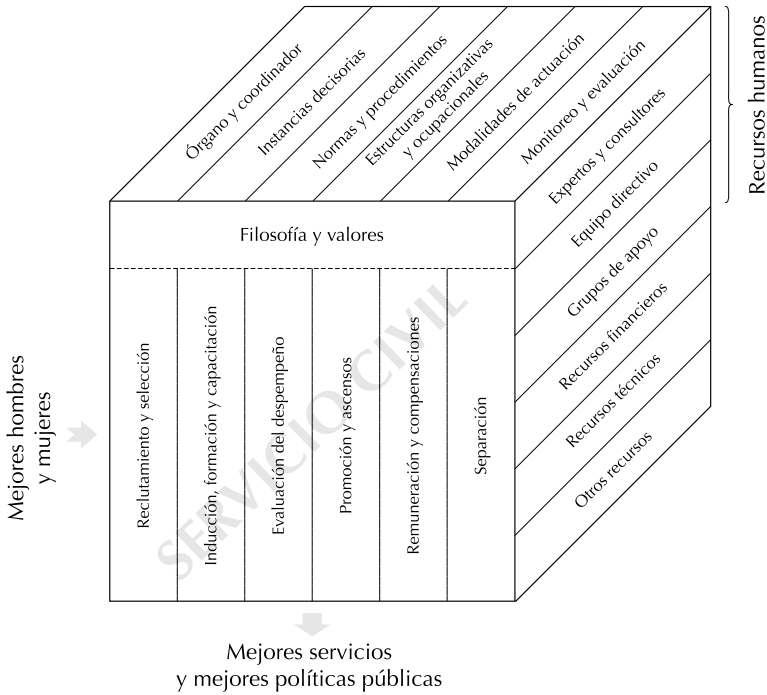 Órgano y coordinador
Instancias decisorias
Normas y procedimientos
Estructuras organizativas
y ocupacionales
Modalidades de actuación
Monitoreo y evaluación
Recursos humanos
Expertos y consultores
Equipo directivo
Grupos de apoyo
Recursos financieros
Recursos técnicos
Otros recursos
Filosofía y valores
SERVICIO CIVIL
Reclutamiento y selección
Inducción, formación y capacitación
Evaluación del despempeño
Promoción y ascensos
Remuneración y compensaciones
Separación
Mejores hombres
y mujeres
Mejores servicios
y mejores políticas públicas